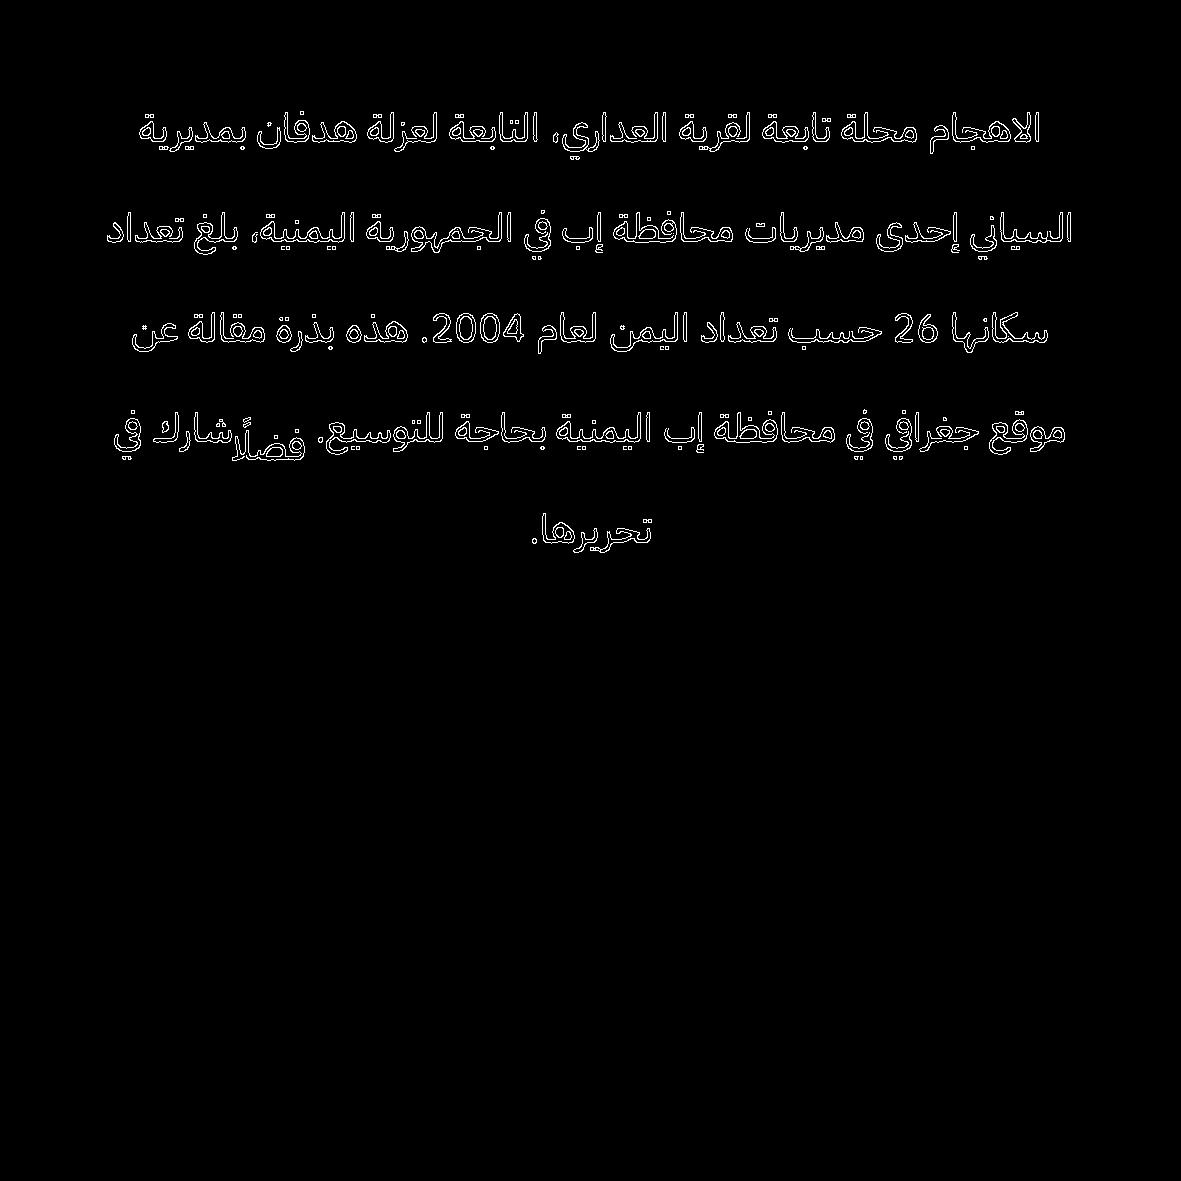 الاهجام محلة تابعة لقرية العداري، التابعة لعزلة هدفان بمديرية
السياني إحدى مديريات محافظة إب في الجمهورية اليمنية، بلغ تعداد
سكانها 26 حسب تعداد اليمن لعام 2004. هذه بذرة مقالة عن
موقع جغرافي في محافظة إب اليمنية بحاجة للتوسيع. فضلًا شارك في
تحريرها.